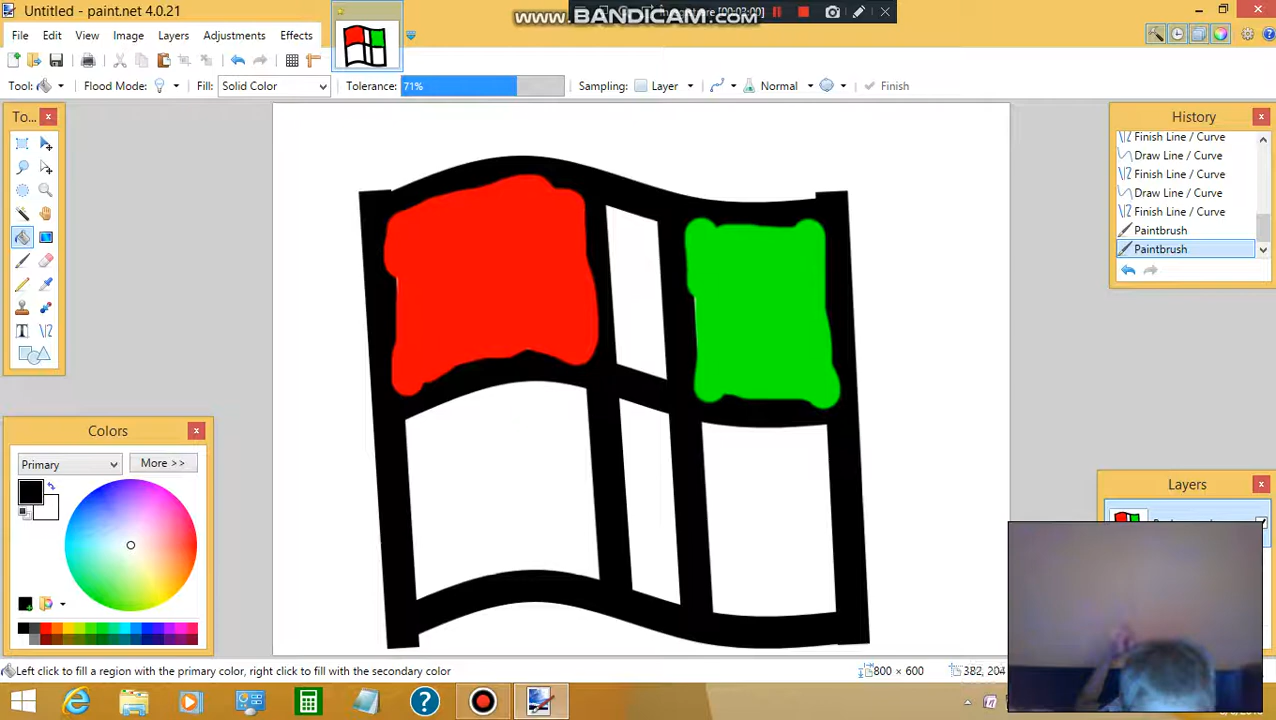 Untitled - paint.net 4.0.21
www.BANDICAM.com
[00:03:00]
File Edit View Image Layers Adjustments Effects
Tool: Flood Mode: Fill: Solid Color Tolerance: 71% Sampling: Layer Normal Finish
To...
History
Finish Line / Curve
Draw Line / Curve
Finish Line / Curve
Draw Line / Curve
Finish Line / Curve
Paintbrush
Paintbrush
Colors
Primary
More >>
Layers
Left click to fill a region with the primary color, right click to fill with the secondary color
800 × 600
382, 204